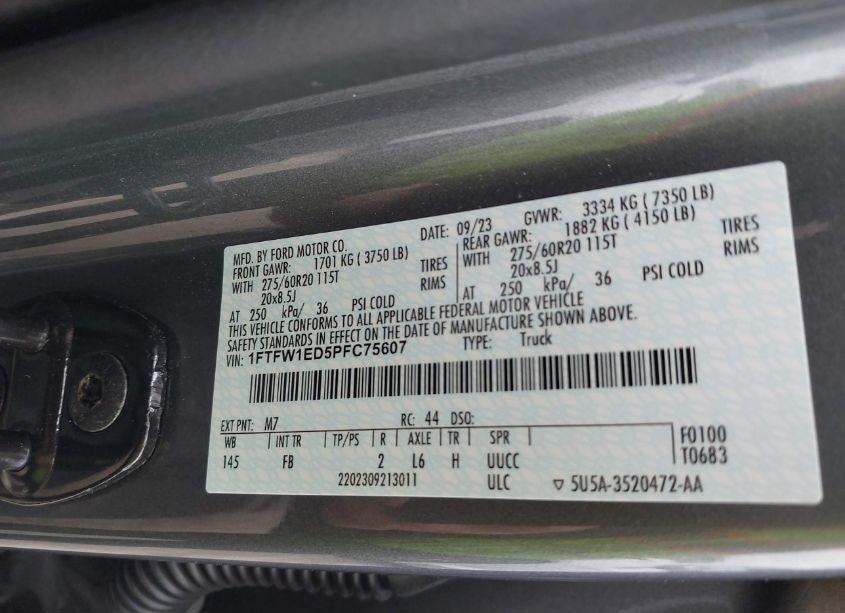 MFD. BY FORD MOTOR CO. DATE: 09/23 GVWR: 3334 KG ( 7350 LB)
FRONT GAWR: 1701 KG ( 3750 LB) REAR GAWR: 1882 KG ( 4150 LB)
WITH 275/60R20 115T TIRES WITH 275/60R20 115T TIRES
20x8.5J RIMS 20x8.5J RIMS
AT 250 kPa/ 36 PSI COLD AT 250 kPa/ 36 PSI COLD
THIS VEHICLE CONFORMS TO ALL APPLICABLE FEDERAL MOTOR VEHICLE
SAFETY STANDARDS IN EFFECT ON THE DATE OF MANUFACTURE SHOWN ABOVE.
VIN: 1FTFW1ED5PFC75607 TYPE: Truck
EXT PNT: M7 RC: 44 DSO:
WB INT TR TP/PS R AXLE TR SPR F0100
145 FB 2 L6 H UUCC T0683
2202309213011 ULC ▽ 5U5A-3520472-AA